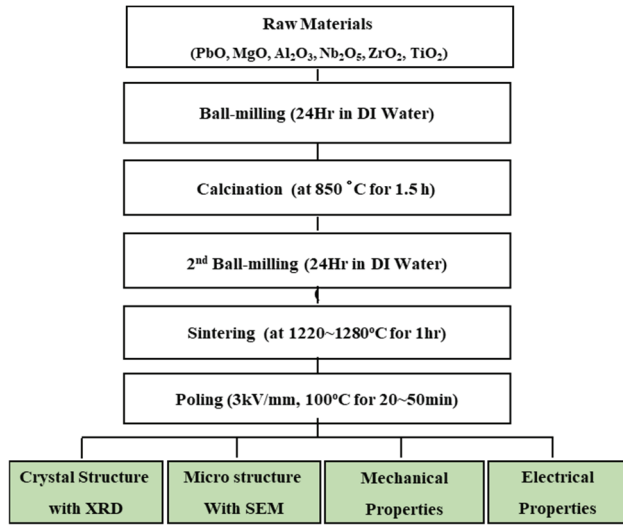 Raw Materials
(PbO, MgO, Al₂O₃, Nb₂O₅, ZrO₂, TiO₂)
Ball-milling (24Hr in DI Water)
Calcination (at 850 °C for 1.5 h)
2ⁿᵈ Ball-milling (24Hr in DI Water)
Sintering (at 1220~1280ºC for 1hr)
Poling (3kV/mm, 100ºC for 20~50min)
Crystal Structure
with XRD
Micro structure
With SEM
Mechanical
Properties
Electrical
Properties